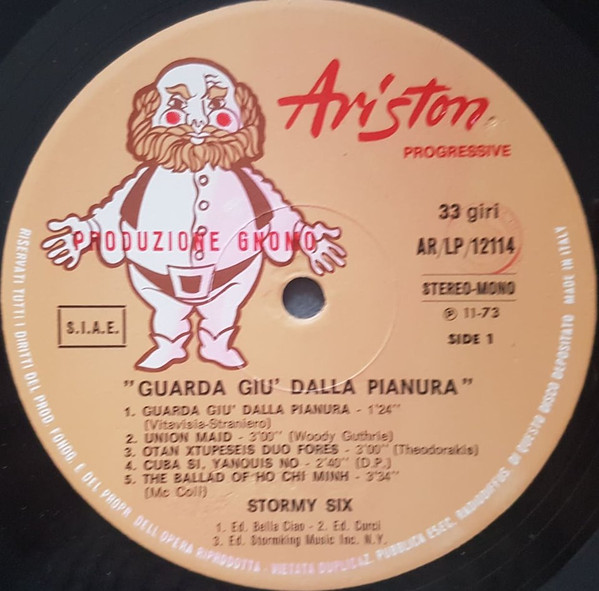 Ariston
PROGRESSIVE
PRODUZIONE GNOMO
33 giri
AR/LP/12114
STEREO-MONO
Ⓟ 11-73
SIDE 1
S.I.A.E.
"GUARDA GIU' DALLA PIANURA"
1. GUARDA GIU' DALLA PIANURA - 1'24"
(Vitavisia-Straniero)
2. UNION MAID - 3'00" (Woody Guthrie)
3. OTAN XTUPESEIS DUO FORES - 3'00" (Theodorakis)
4. CUBA SI, YANQUIS NO - 2'40" (D.P.)
5. THE BALLAD OF HO CHI MINH - 3'34"
(Mc Coll)
STORMY SIX
1. Ed. Bella Ciao - 2. Ed. Curci
3. Ed. Stormking Music Inc. N.Y.
RISERVATI TUTTI I DIRITTI DEL PROD. FONOGR. E DEL PROPR. DELL'OPERA RIPRODOTTA - VIETATA DUPLICAZ. PUBBLICA ESEC. RADIODIFFUS. DI QUESTO DISCO DEPOSITATO MADE IN ITALY